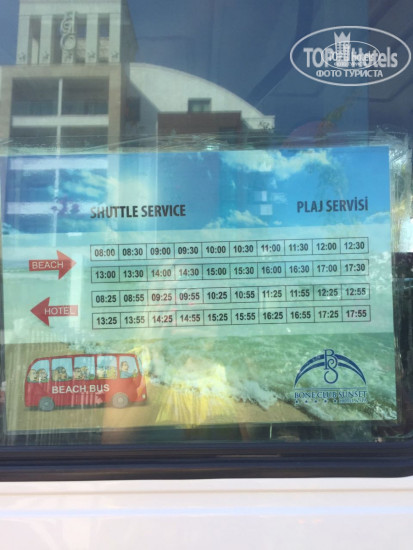 TOP Hotels
ФОТО ТУРИСТА
SHUTTLE SERVICE PLAJ SERVİSİ
BEACH
08:00 08:30 09:00 09:30 10:00 10:30 11:00 11:30 12:00 12:30
13:00 13:30 14:00 14:30 15:00 15:30 16:00 16:30 17:00 17:30
HOTEL
08:25 08:55 09:25 09:55 10:25 10:55 11:25 11:55 12:25 12:55
13:25 13:55 14:25 14:55 15:25 15:55 16:25 16:55 17:25 17:55
BEACH BUS
BONE CLUB SUNSET